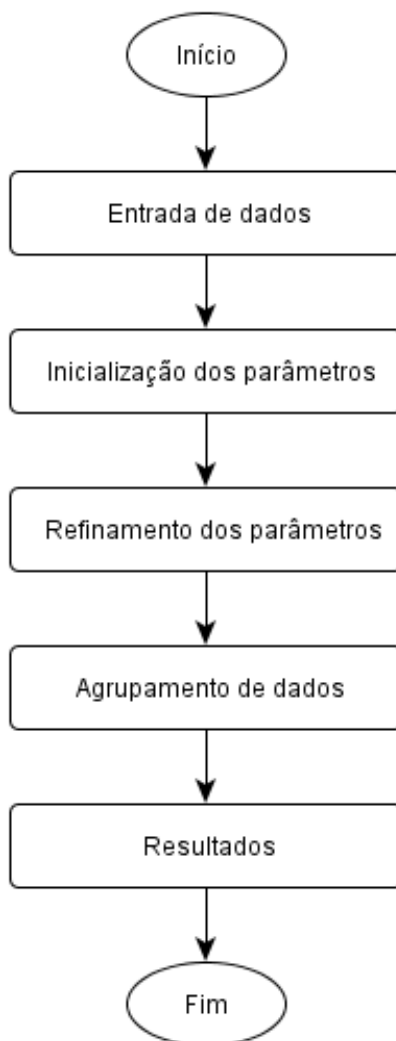 Início
Entrada de dados
Inicialização dos parâmetros
Refinamento dos parâmetros
Agrupamento de dados
Resultados
Fim